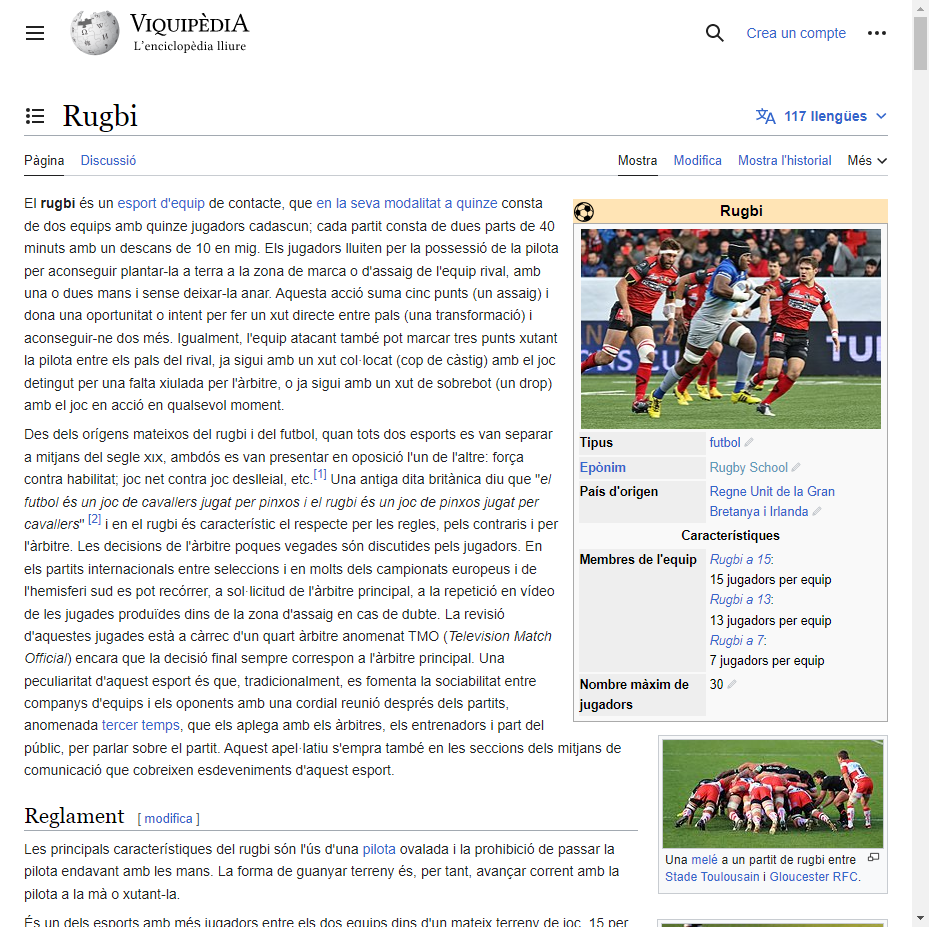 VIQUIPÈDIA
L'enciclopèdia lliure
Crea un compte
Rugbi
117 llengües
Pàgina
Discussió
Mostra
Modifica
Mostra l'historial
Més
El rugbi és un esport d'equip de contacte, que en la seva modalitat a quinze consta
de dos equips amb quinze jugadors cadascun; cada partit consta de dues parts de 40
minuts amb un descans de 10 en mig. Els jugadors lluiten per la possessió de la pilota
per aconseguir plantar-la a terra a la zona de marca o d'assaig de l'equip rival, amb
una o dues mans i sense deixar-la anar. Aquesta acció suma cinc punts (un assaig) i
dona una oportunitat o intent per fer un xut directe entre pals (una transformació) i
aconseguir-ne dos més. Igualment, l'equip atacant també pot marcar tres punts xutant
la pilota entre els pals del rival, ja sigui amb un xut col·locat (cop de càstig) amb el joc
detingut per una falta xiulada per l'àrbitre, o ja sigui amb un xut de sobrebot (un drop)
amb el joc en acció en qualsevol moment.
Des dels orígens mateixos del rugbi i del futbol, quan tots dos esports es van separar
a mitjans del segle XIX, ambdós es van presentar en oposició l'un de l'altre: força
contra habilitat; joc net contra joc deslleial, etc.[1] Una antiga dita britànica diu que "el
futbol és un joc de cavallers jugat per pinxos i el rugbi és un joc de pinxos jugat per
cavallers" [2] i en el rugbi és característic el respecte per les regles, pels contraris i per
l'àrbitre. Les decisions de l'àrbitre poques vegades són discutides pels jugadors. En
els partits internacionals entre seleccions i en molts dels campionats europeus i de
l'hemisferi sud es pot recórrer, a sol·licitud de l'àrbitre principal, a la repetició en vídeo
de les jugades produïdes dins de la zona d'assaig en cas de dubte. La revisió
d'aquestes jugades està a càrrec d'un quart àrbitre anomenat TMO (Television Match
Official) encara que la decisió final sempre correspon a l'àrbitre principal. Una
peculiaritat d'aquest esport és que, tradicionalment, es fomenta la sociabilitat entre
companys d'equips i els oponents amb una cordial reunió després dels partits,
anomenada tercer temps, que els aplega amb els àrbitres, els entrenadors i part del
públic, per parlar sobre el partit. Aquest apel·latiu s'empra també en les seccions dels mitjans de
comunicació que cobreixen esdeveniments d'aquest esport.
Reglament [ modifica ]
Les principals característiques del rugbi són l'ús d'una pilota ovalada i la prohibició de passar la
pilota endavant amb les mans. La forma de guanyar terreny és, per tant, avançar corrent amb la
pilota a la mà o xutant-la.
És un dels esports amb més jugadors entre els dos equips dins d'un mateix terreny de joc, 15 per
Rugbi
Tipus futbol
Epònim Rugby School
País d'origen Regne Unit de la Gran
Bretanya i Irlanda
Característiques
Membres de l'equip Rugbi a 15:
15 jugadors per equip
Rugbi a 13:
13 jugadors per equip
Rugbi a 7:
7 jugadors per equip
Nombre màxim de 30
jugadors
Una melé a un partit de rugbi entre
Stade Toulousain i Gloucester RFC.